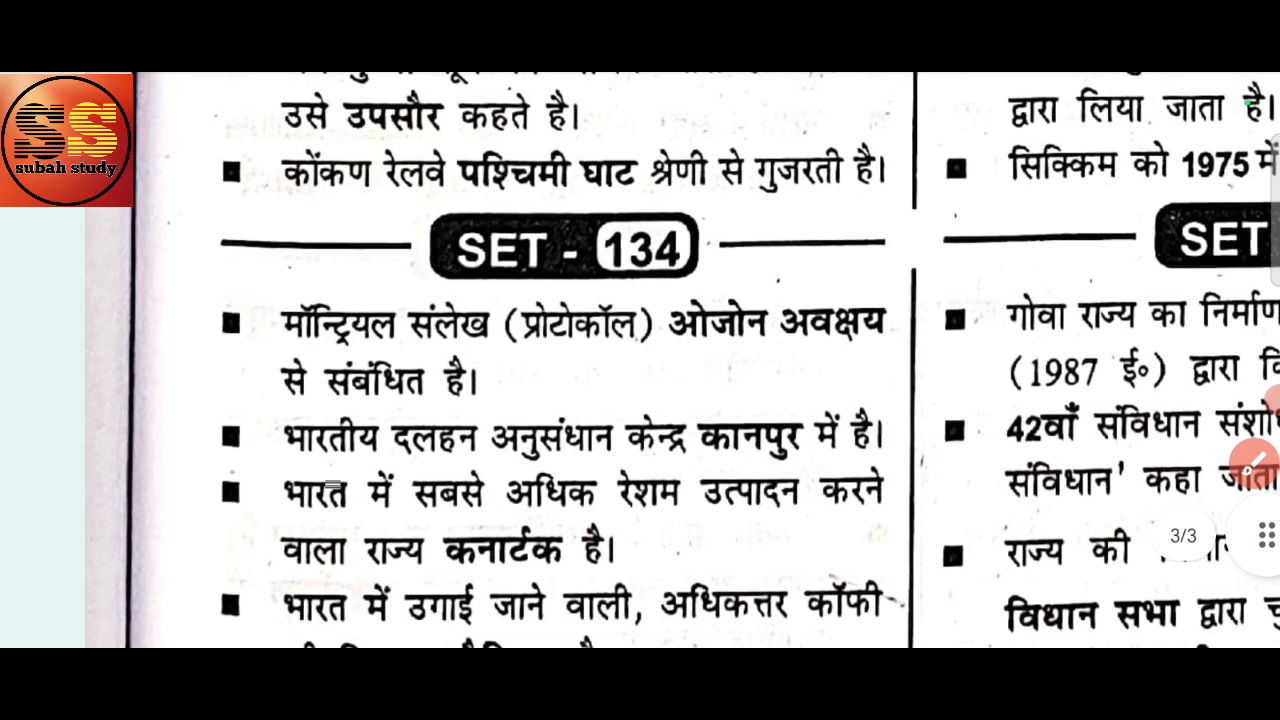 SS
subah study
उसे उपसौर कहते है।
कोंकण रेलवे पश्चिमी घाट श्रेणी से गुजरती है।
SET - 134
मॉन्ट्रियल संलेख (प्रोटोकॉल) ओजोन अवक्षय
से संबंधित है।
भारतीय दलहन अनुसंधान केन्द्र कानपुर में है।
भारत में सबसे अधिक रेशम उत्पादन करने
वाला राज्य कनार्टक है।
भारत में उगाई जाने वाली, अधिकत्तर कॉफी
द्वारा लिया जाता है।
सिक्किम को 1975 में
SET
गोवा राज्य का निर्माण
(1987 ई०) द्वारा
42वाँ संविधान
संविधान' कहा जाता
राज्य की
विधान सभा द्वारा
3/3